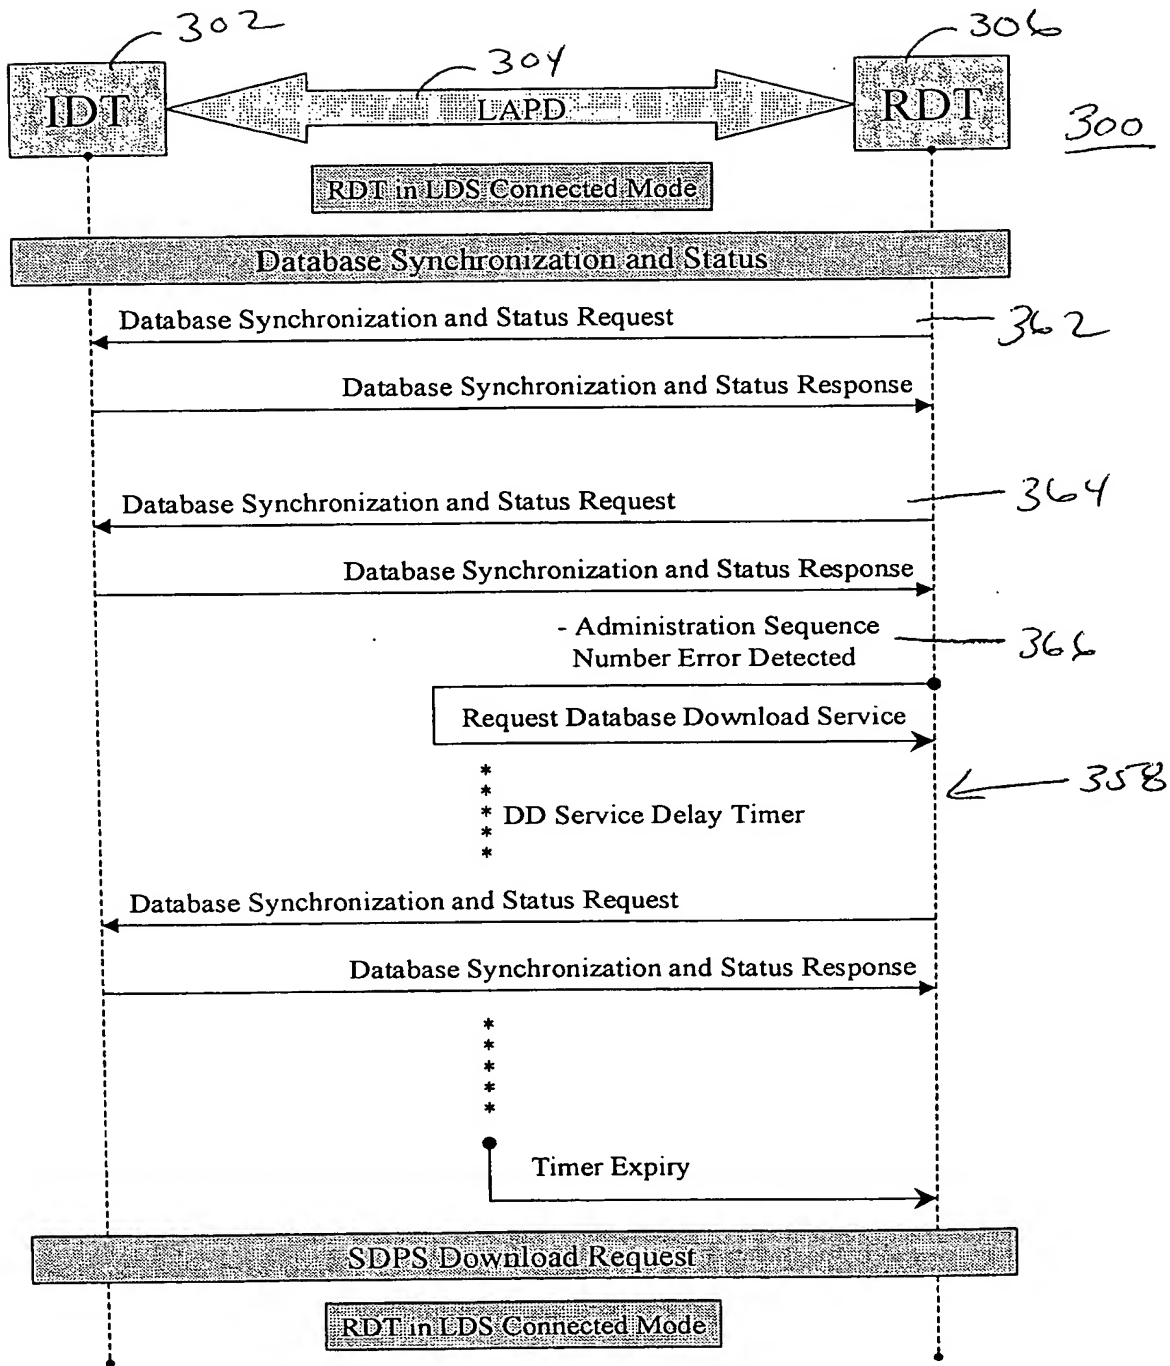 302
304
306
IDT
LAPD
RDT
300
RDT in LDS Connected Mode
Database Synchronization and Status
Database Synchronization and Status Request
362
Database Synchronization and Status Response
Database Synchronization and Status Request
364
Database Synchronization and Status Response
- Administration Sequence
Number Error Detected
366
Request Database Download Service
358
* * * * *
DD Service Delay Timer
Database Synchronization and Status Request
Database Synchronization and Status Response
* * * * *
Timer Expiry
SDPS Download Request
RDT in LDS Connected Mode